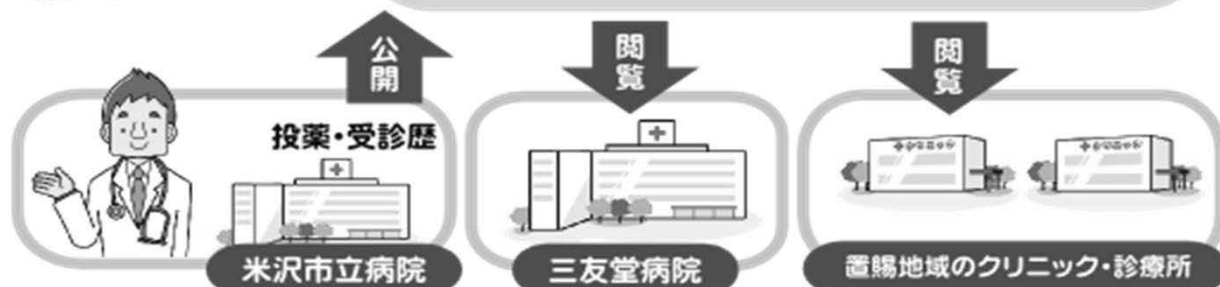 公開
閲覧
閲覧
投薬・受診歴
米沢市立病院
三友堂病院
置賜地域のクリニック・診療所